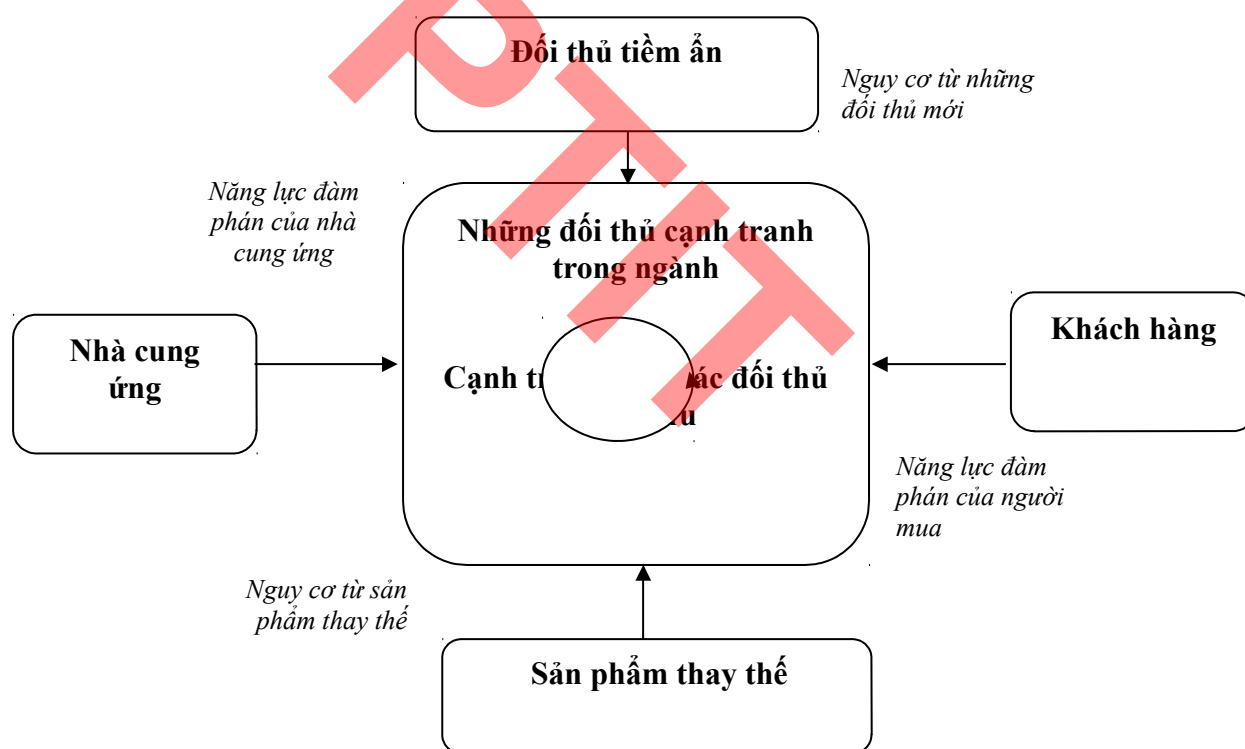 Đối thủ tiềm ẩn
Nguy cơ từ những
đối thủ mới
Năng lực đàm
phán của nhà
cung ứng
Những đối thủ cạnh tranh
trong ngành
Nhà cung
ứng
Khách hàng
Cạnh đối thủ
Năng lực đàm
phán của người
mua
Nguy cơ từ sản
phẩm thay thế
Sản phẩm thay thế
PTIT